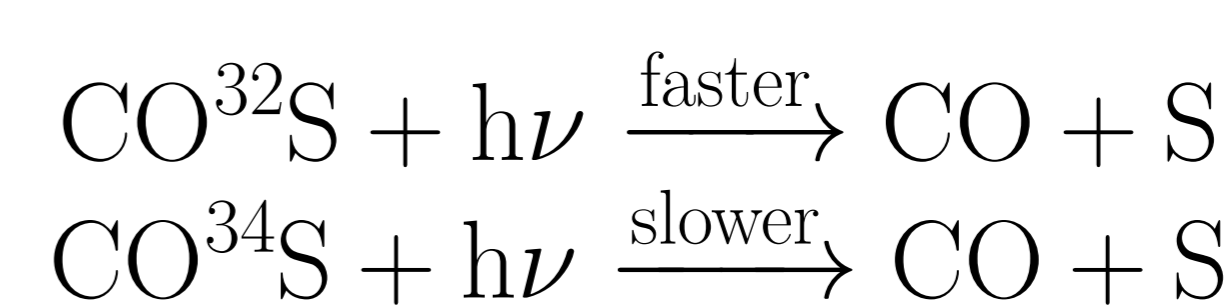 CO³²S + hν faster→ CO + S
CO³⁴S + hν slower→ CO + S